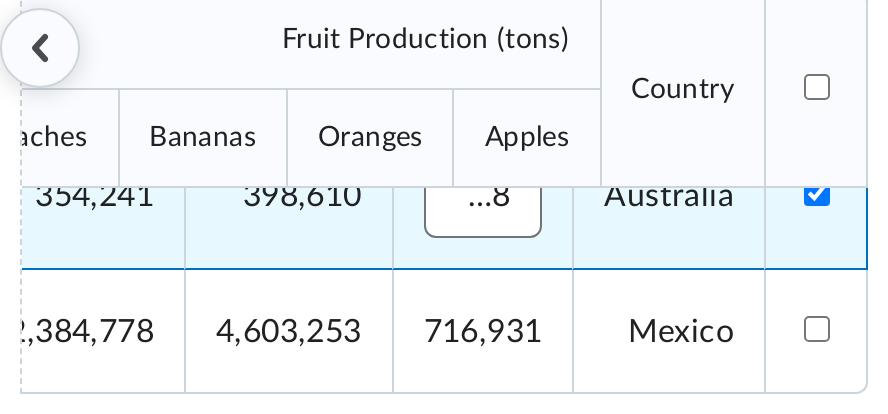 Fruit Production (tons)
Country
aches Bananas Oranges Apples
354,241 398,610 ...8 Australia
,384,778 4,603,253 716,931 Mexico